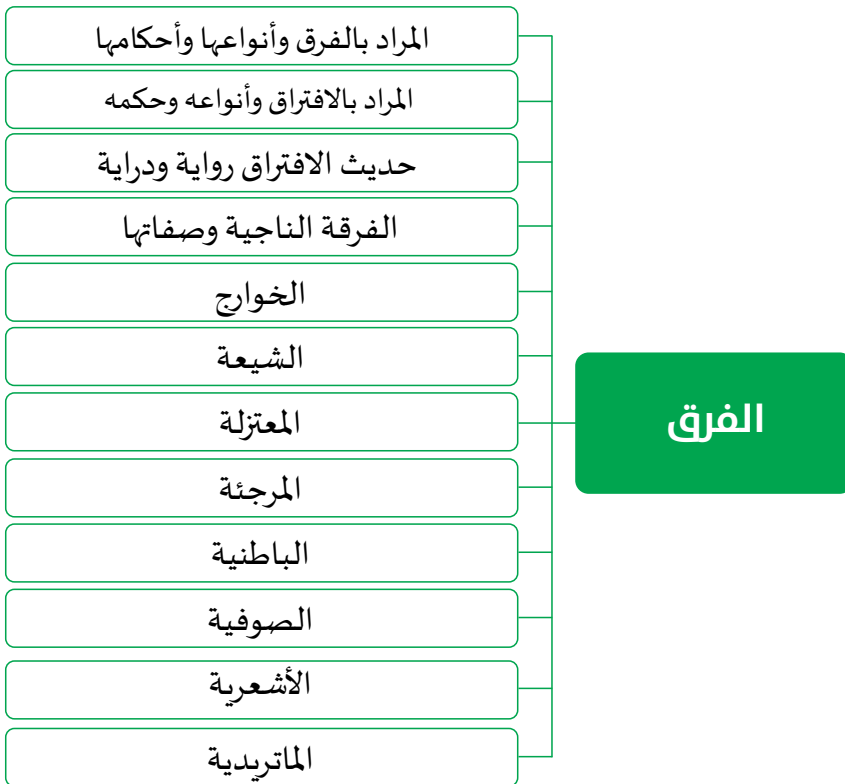 الفرق
المراد بالفرق وأنواعها وأحكامها
المراد بالافتراق وأنواعه وحكمه
حديث الافتراق رواية ودراية
الفرقة الناجية وصفاتها
الخوارج
الشيعة
المعتزلة
المرجئة
الباطنية
الصوفية
الأشعرية
الماتريدية